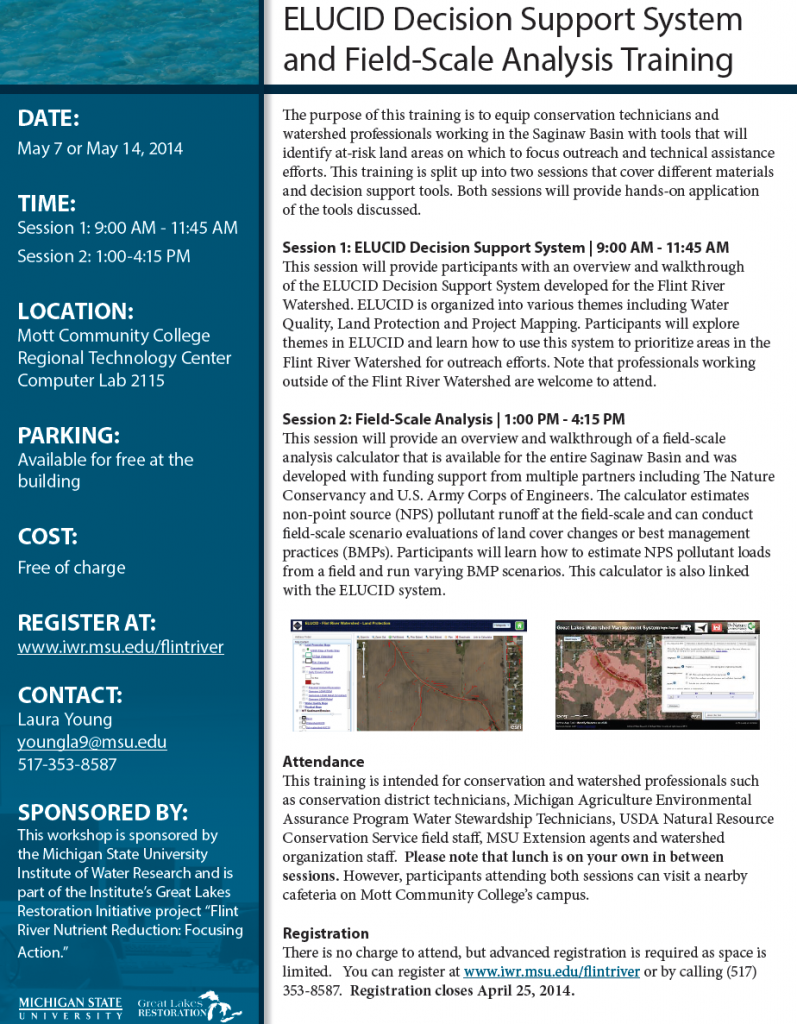 ELUCID Decision Support System
and Field-Scale Analysis Training
DATE:
May 7 or May 14, 2014
TIME:
Session 1: 9:00 AM - 11:45 AM
Session 2: 1:00-4:15 PM
LOCATION:
Mott Community College
Regional Technology Center
Computer Lab 2115
PARKING:
Available for free at the
building
COST:
Free of charge
REGISTER AT:
www.iwr.msu.edu/flintriver
CONTACT:
Laura Young
youngla9@msu.edu
517-353-8587
SPONSORED BY:
This workshop is sponsored by
the Michigan State University
Institute of Water Research and is
part of the Institute's Great Lakes
Restoration Initiative project "Flint
River Nutrient Reduction: Focusing
Action."
MICHIGAN STATE
UNIVERSITY
Great Lakes
RESTORATION
The purpose of this training is to equip conservation technicians and
watershed professionals working in the Saginaw Basin with tools that will
identify at-risk land areas on which to focus outreach and technical assistance
efforts. This training is split up into two sessions that cover different materials
and decision support tools. Both sessions will provide hands-on application
of the tools discussed.
Session 1: ELUCID Decision Support System | 9:00 AM - 11:45 AM
This session will provide participants with an overview and walkthrough
of the ELUCID Decision Support System developed for the Flint River
Watershed. ELUCID is organized into various themes including Water
Quality, Land Protection and Project Mapping. Participants will explore
themes in ELUCID and learn how to use this system to prioritize areas in the
Flint River Watershed for outreach efforts. Note that professionals working
outside of the Flint River Watershed are welcome to attend.
Session 2: Field-Scale Analysis | 1:00 PM - 4:15 PM
This session will provide an overview and walkthrough of a field-scale
analysis calculator that is available for the entire Saginaw Basin and was
developed with funding support from multiple partners including The Nature
Conservancy and U.S. Army Corps of Engineers. The calculator estimates
non-point source (NPS) pollutant runoff at the field-scale and can conduct
field-scale scenario evaluations of land cover changes or best management
practices (BMPs). Participants will learn how to estimate NPS pollutant loads
from a field and run varying BMP scenarios. This calculator is also linked
with the ELUCID system.
ELUCID - Flint River Watershed - Land Protection
esri
Great Lakes Watershed Management System
Attendance
This training is intended for conservation and watershed professionals such
as conservation district technicians, Michigan Agriculture Environmental
Assurance Program Water Stewardship Technicians, USDA Natural Resource
Conservation Service field staff, MSU Extension agents and watershed
organization staff.  Please note that lunch is on your own in between
sessions. However, participants attending both sessions can visit a nearby
cafeteria on Mott Community College's campus.
Registration
There is no charge to attend, but advanced registration is required as space is
limited.   You can register at www.iwr.msu.edu/flintriver or by calling (517)
353-8587.  Registration closes April 25, 2014.